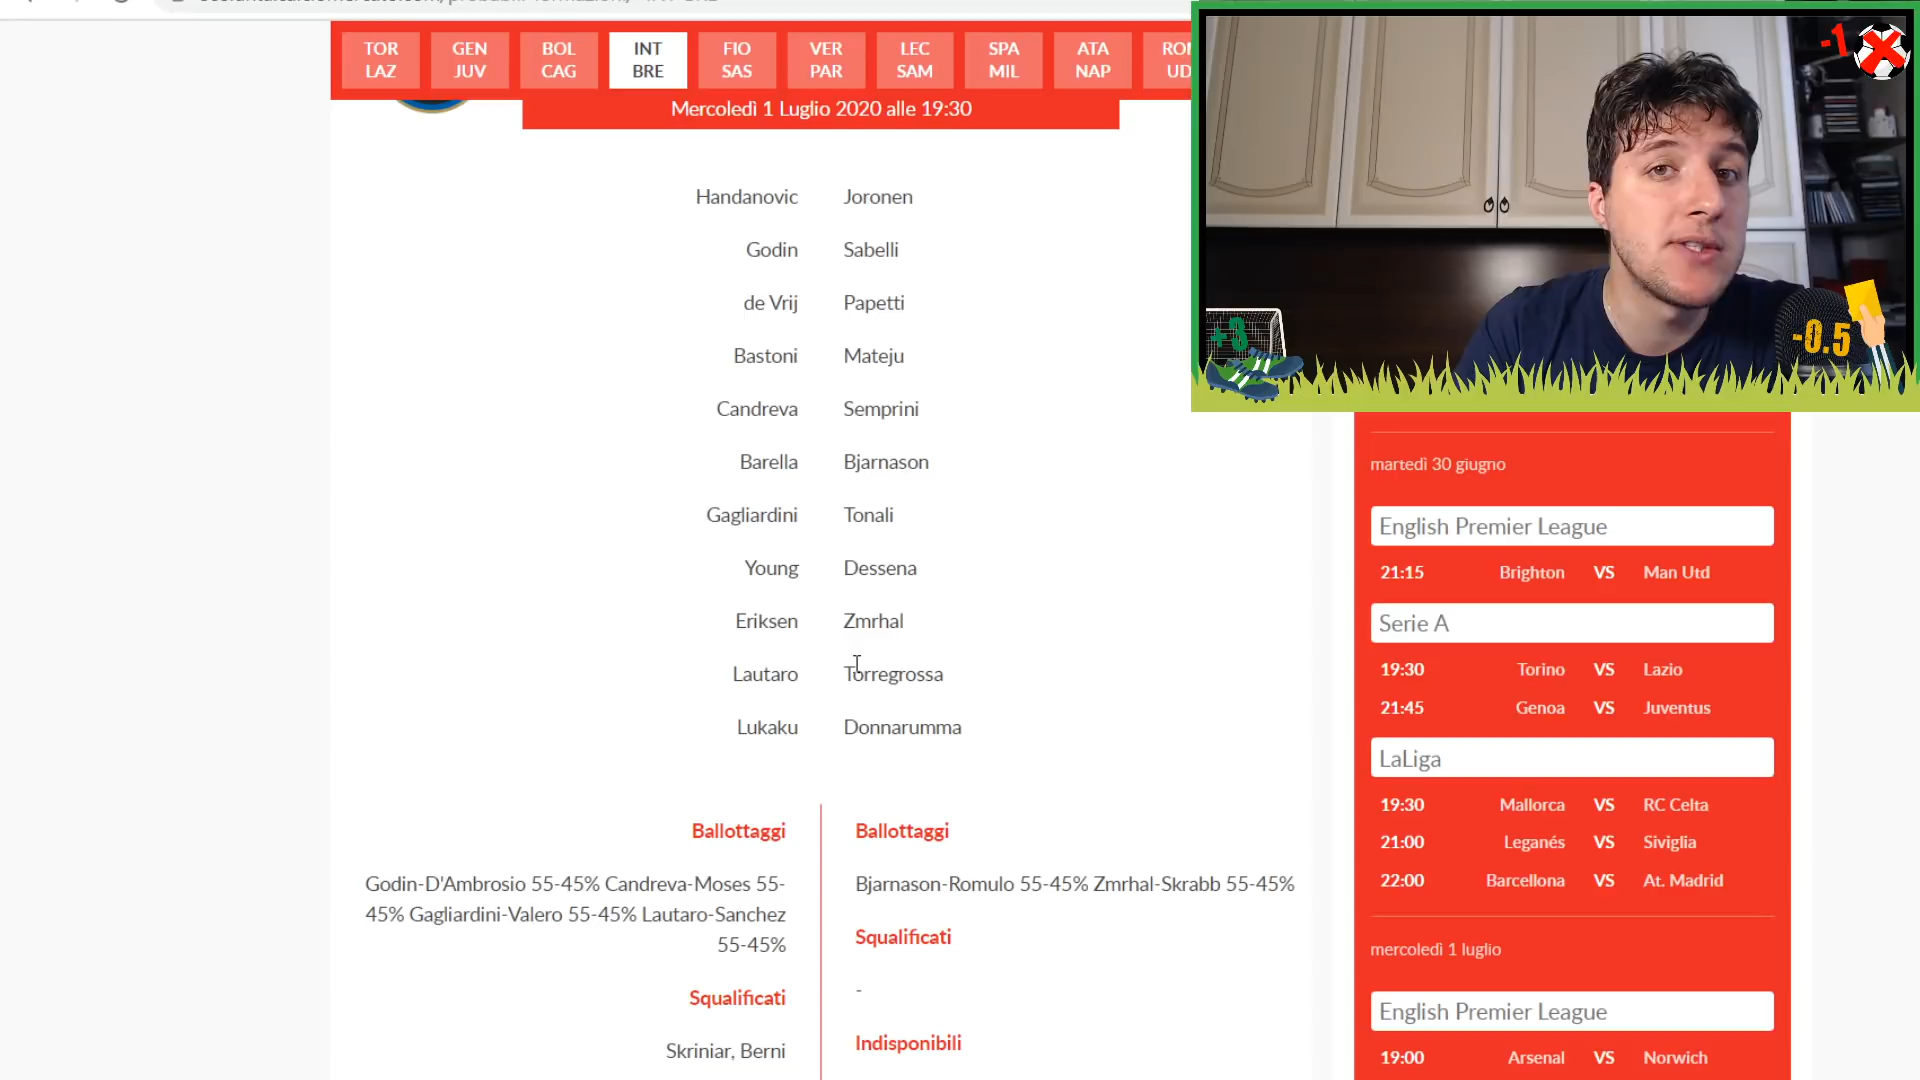 TOR LAZ
GEN JUV
BOL CAG
INT BRE
FIO SAS
VER PAR
LEC SAM
SPA MIL
ATA NAP
Mercoledì 1 Luglio 2020 alle 19:30
Handanovic Joronen
Godin Sabelli
de Vrij Papetti
Bastoni Mateju
Candreva Semprini
Barella Bjarnason
Gagliardini Tonali
Young Dessena
Eriksen Zmrhal
Lautaro Torregrossa
Lukaku Donnarumma
Ballottaggi
Godin-D'Ambrosio 55-45% Candreva-Moses 55-
45% Gagliardini-Valero 55-45% Lautaro-Sanchez
55-45%
Squalificati
Skriniar, Berni
Ballottaggi
Bjarnason-Romulo 55-45% Zmrhal-Skrabb 55-45%
Squalificati
-
Indisponibili
-1
+3
-0.5
martedì 30 giugno
English Premier League
21:15 Brighton VS Man Utd
Serie A
19:30 Torino VS Lazio
21:45 Genoa VS Juventus
LaLiga
19:30 Mallorca VS RC Celta
21:00 Leganés VS Siviglia
22:00 Barcellona VS At. Madrid
mercoledì 1 luglio
English Premier League
19:00 Arsenal VS Norwich